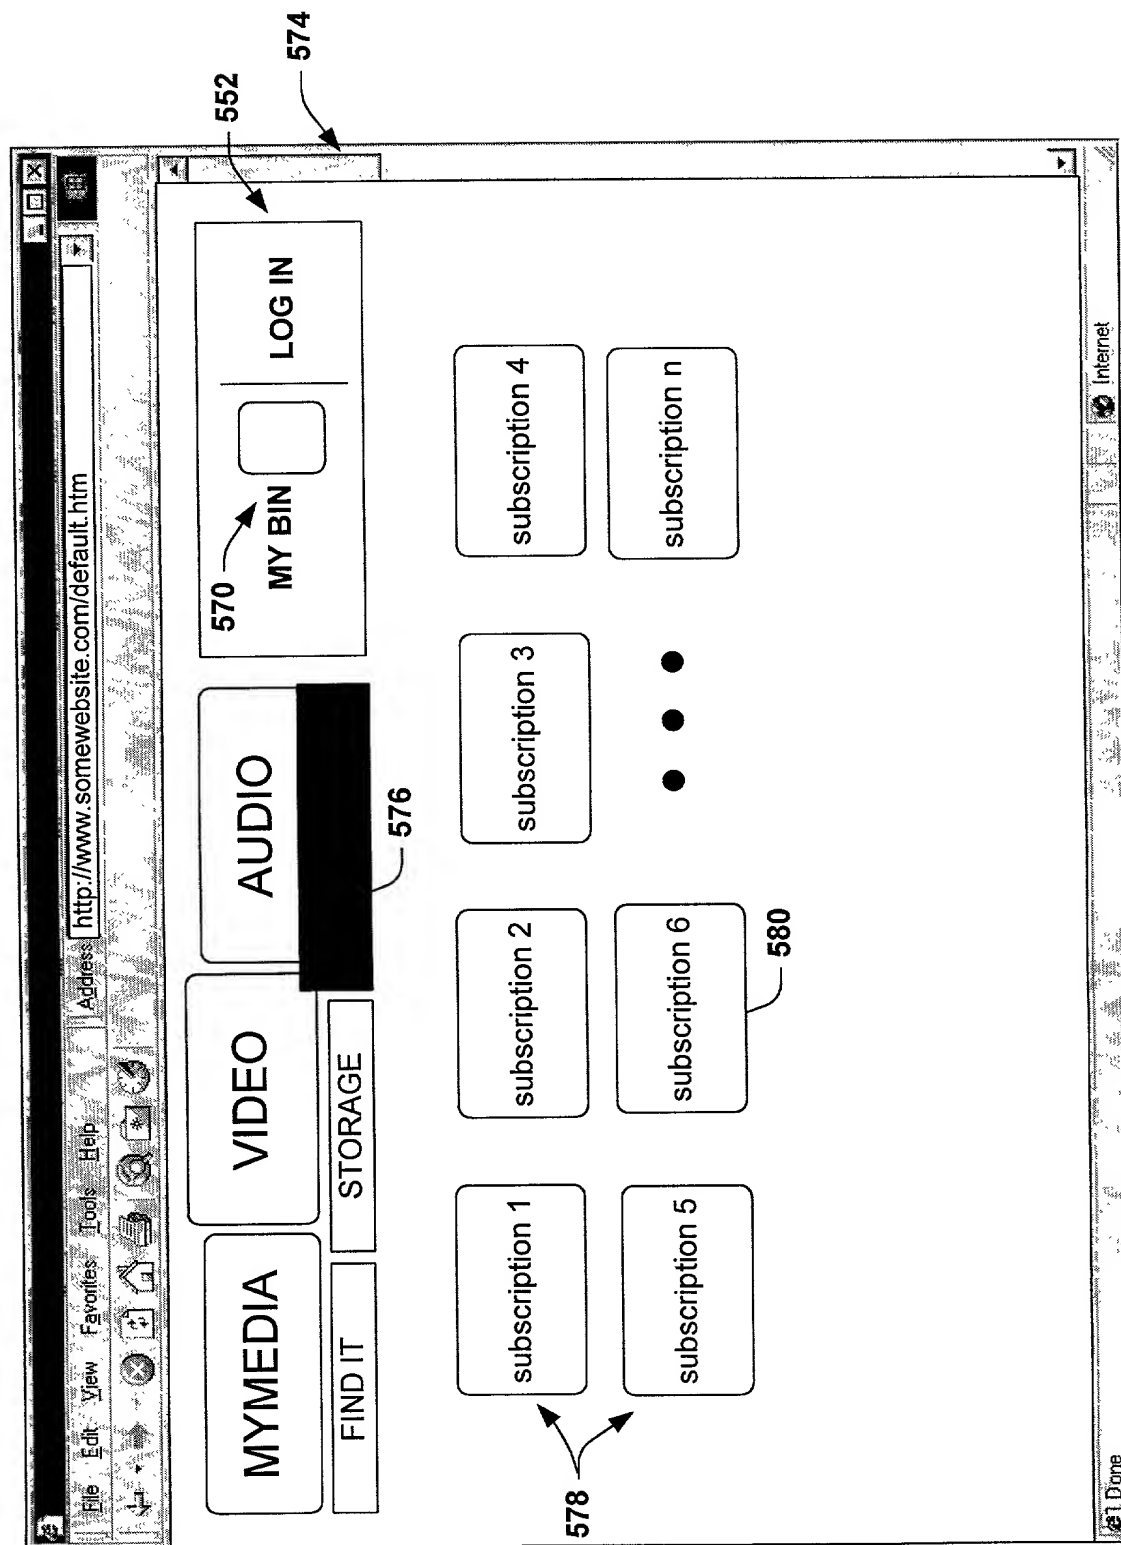 File Edit View Favorites Tools Help
Address http://www.somewebsite.com/default.htm
MYMEDIA
VIDEO
AUDIO
570
MY BIN
LOG IN
552
574
FIND IT
STORAGE
576
578
subscription 1
subscription 2
subscription 3
subscription 4
subscription 5
subscription 6
subscription n
580
Done
Internet